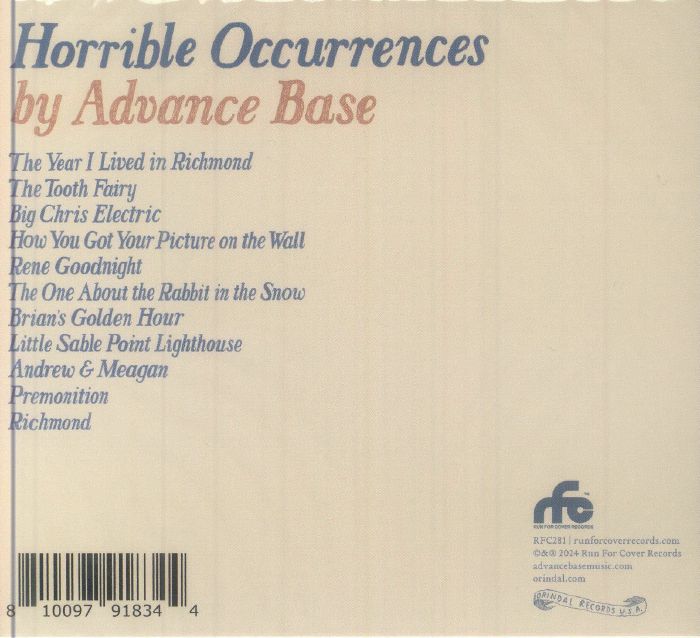 Horrible Occurrences
by Advance Base
The Year I Lived in Richmond
The Tooth Fairy
Big Chris Electric
How You Got Your Picture on the Wall
Rene Goodnight
The One About the Rabbit in the Snow
Brian's Golden Hour
Little Sable Point Lighthouse
Andrew & Meagan
Premonition
Richmond
rfc™
RUN FOR COVER RECORDS
RFC281 | runforcoverrecords.com
©&℗ 2024 Run For Cover Records
advancebasemusic.com
orindal.com
ORINDAL RECORDS U.S.A.
8 10097 91834 4